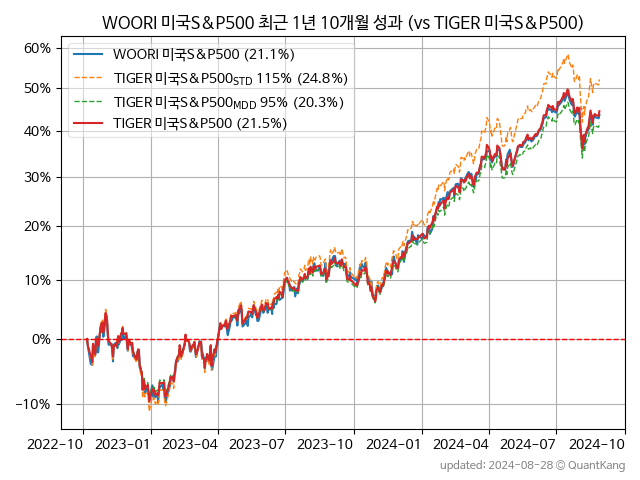 WOORI 미국S&P500 최근 1년 10개월 성과 (vs TIGER 미국S&P500)
WOORI 미국S&P500 (21.1%)
TIGER 미국S&P500STD 115% (24.8%)
TIGER 미국S&P500MDD 95% (20.3%)
TIGER 미국S&P500 (21.5%)
60%
50%
40%
30%
20%
10%
0%
−10%
2022-10 2023-01 2023-04 2023-07 2023-10 2024-01 2024-04 2024-07 2024-10
updated: 2024-08-28 © QuantKang